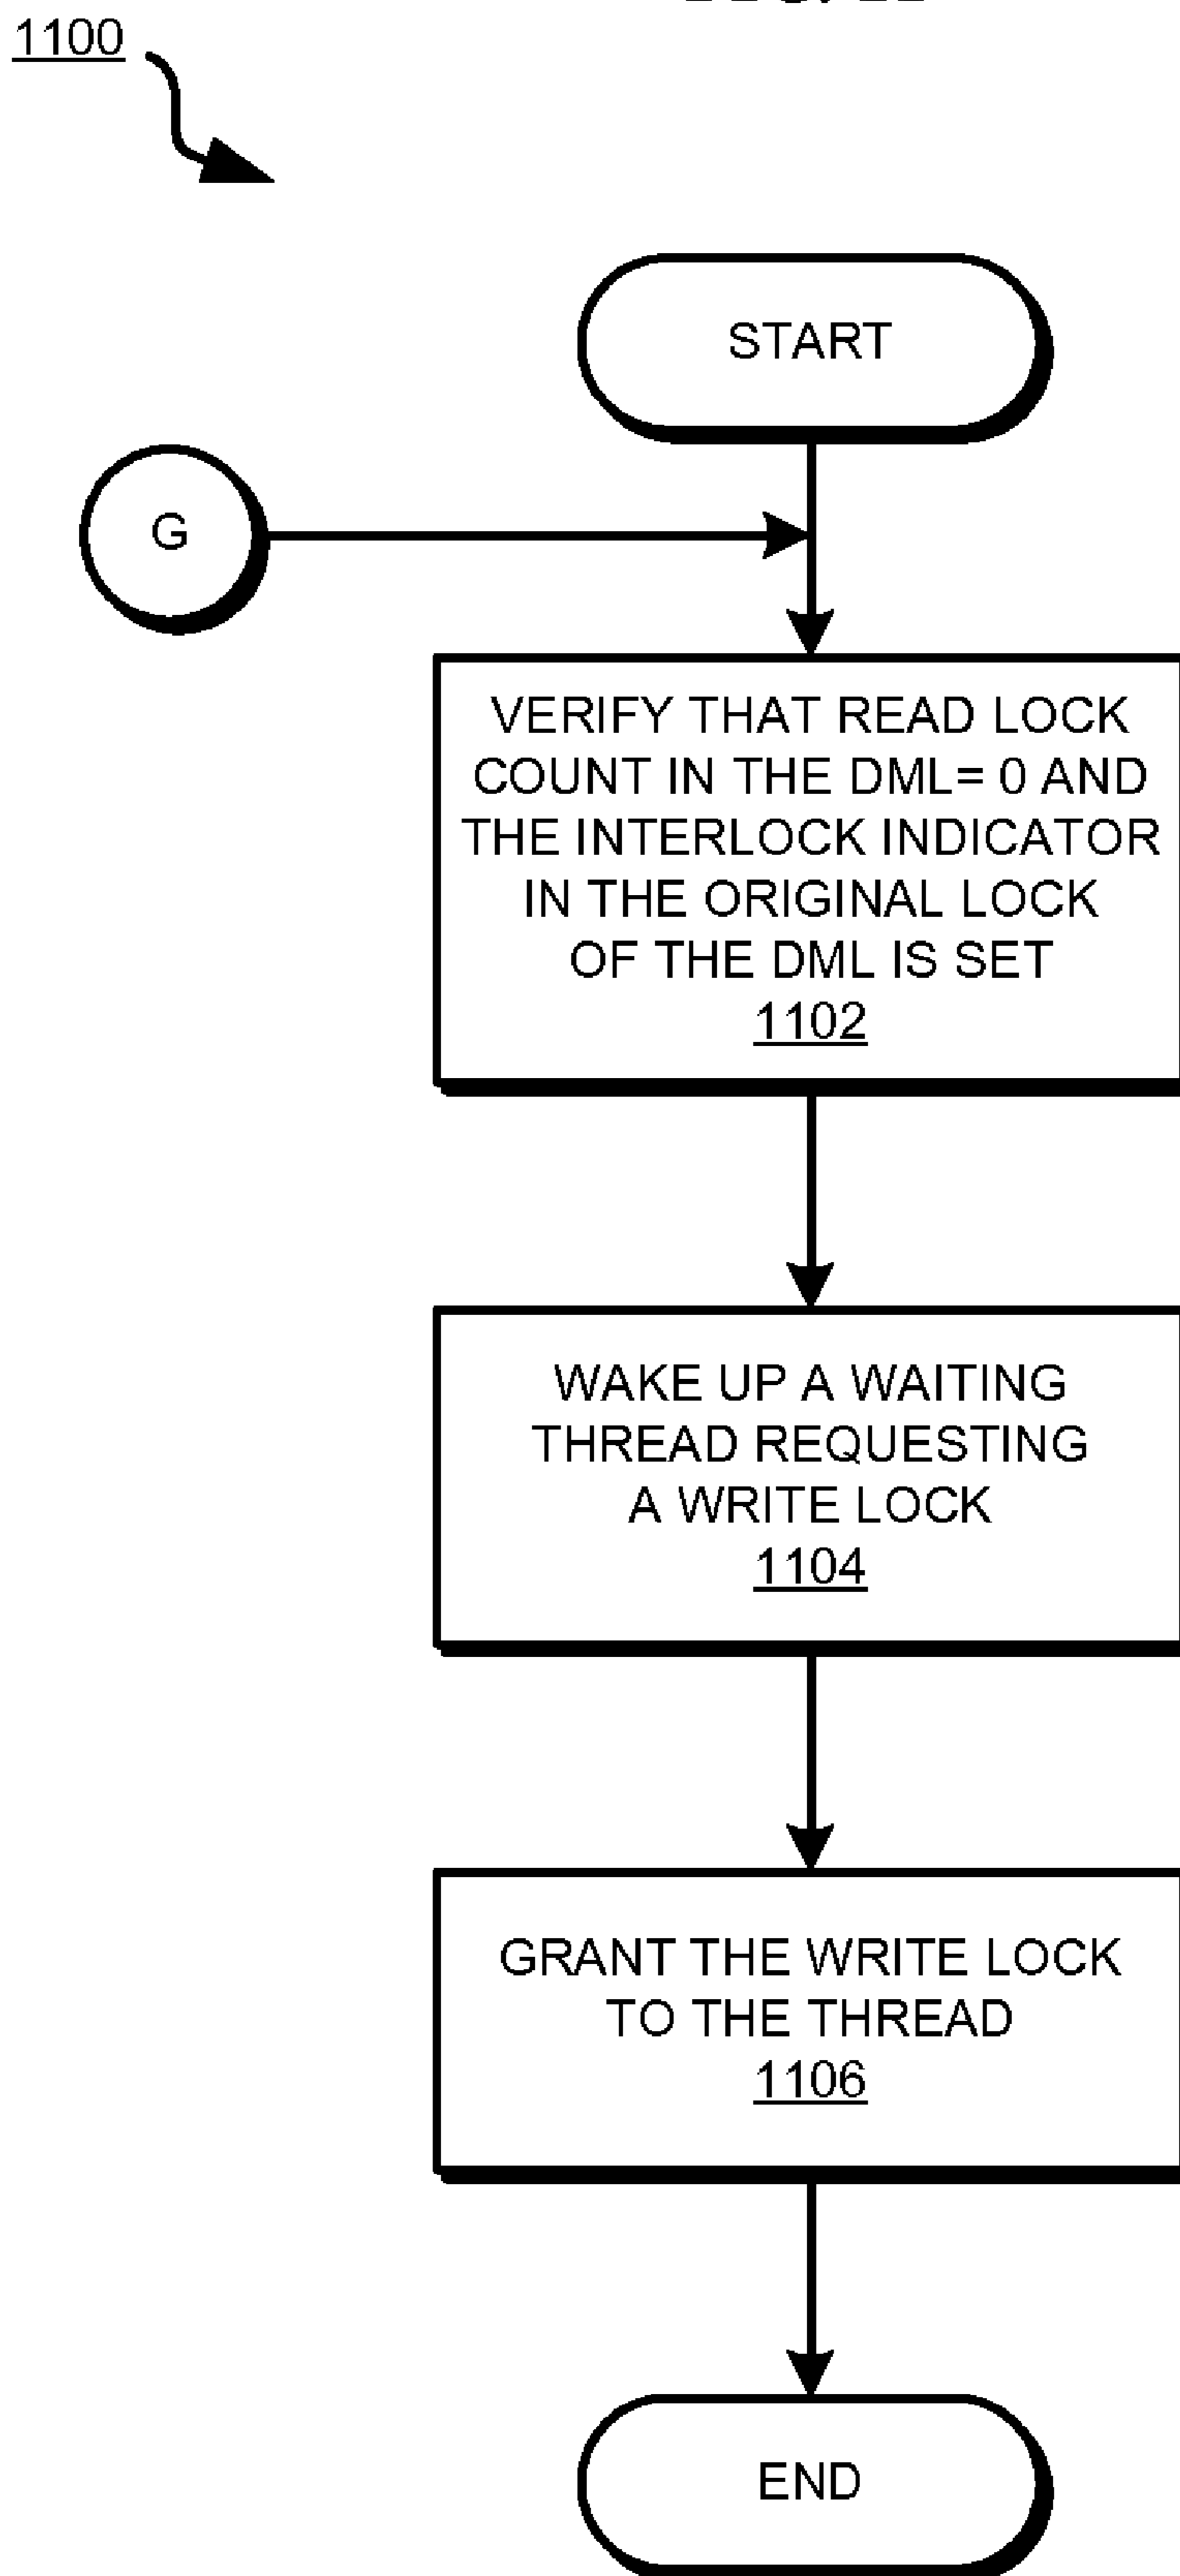 1100
START
G
VERIFY THAT READ LOCK
COUNT IN THE DML= 0 AND
THE INTERLOCK INDICATOR
IN THE ORIGINAL LOCK
OF THE DML IS SET
1102
WAKE UP A WAITING
THREAD REQUESTING
A WRITE LOCK
1104
GRANT THE WRITE LOCK
TO THE THREAD
1106
END